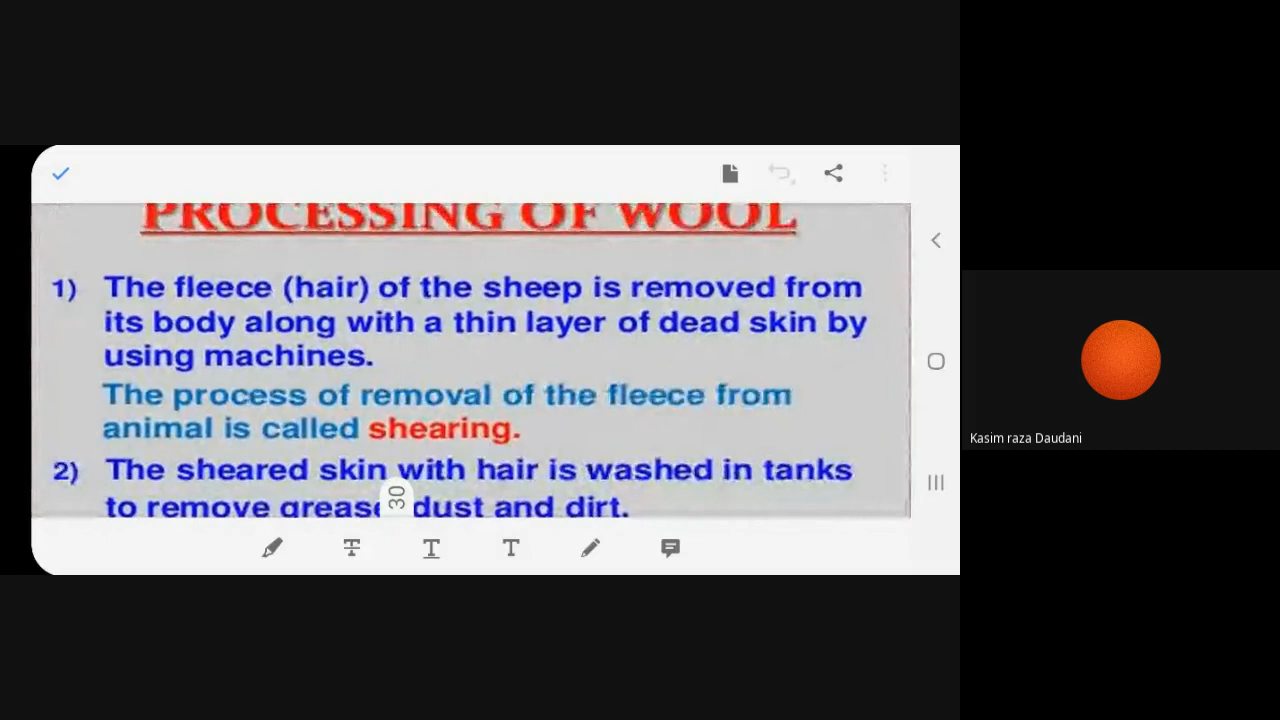 PROCESSING OF WOOL
1) The fleece (hair) of the sheep is removed from
its body along with a thin layer of dead skin by
using machines.
The process of removal of the fleece from
animal is called shearing.
2) The sheared skin with hair is washed in tanks
to remove grease dust and dirt.
30
T
T
T
Kasim raza Daudani